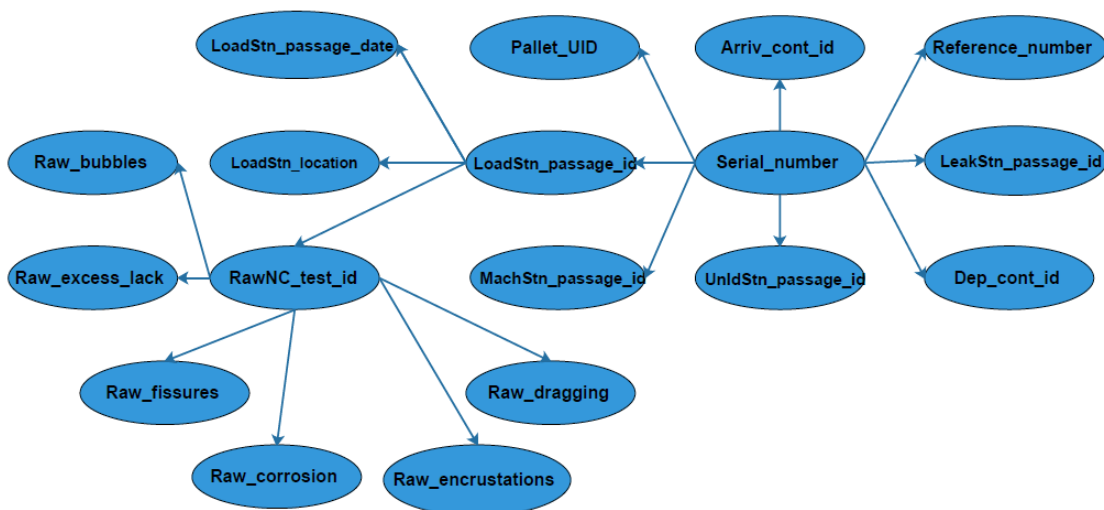 LoadStn_passage_date
Pallet_UID
Arriv_cont_id
Reference_number
Raw_bubbles
LoadStn_location
LoadStn_passage_id
Serial_number
LeakStn_passage_id
Raw_excess_lack
RawNC_test_id
MachStn_passage_id
UnldStn_passage_id
Dep_cont_id
Raw_fissures
Raw_dragging
Raw_corrosion
Raw_encrustations